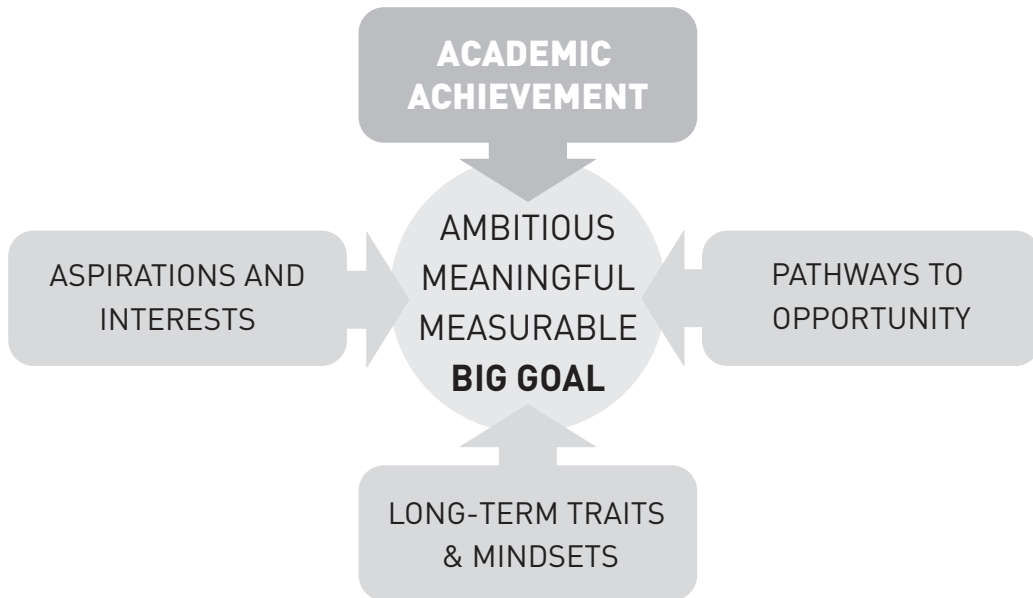 ACADEMIC
ACHIEVEMENT
ASPIRATIONS AND
INTERESTS
AMBITIOUS
MEANINGFUL
MEASURABLE
BIG GOAL
PATHWAYS TO
OPPORTUNITY
LONG-TERM TRAITS
& MINDSETS